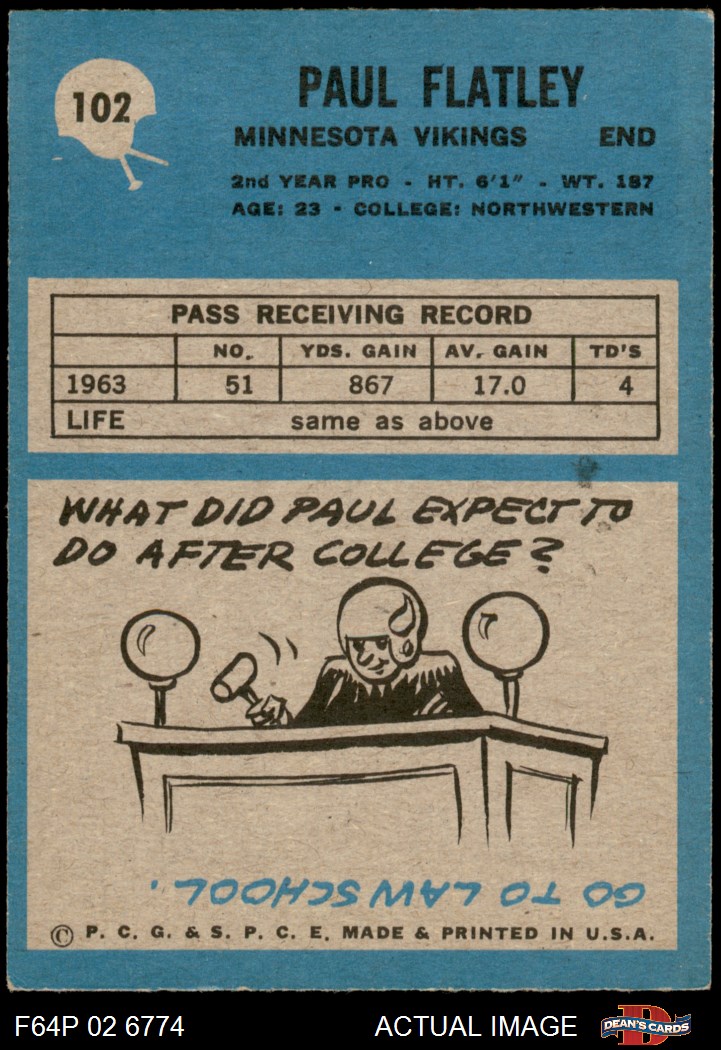 102
PAUL FLATLEY
MINNESOTA VIKINGS END
2nd YEAR PRO - HT. 6'1" - WT. 187
AGE: 23 - COLLEGE: NORTHWESTERN
PASS RECEIVING RECORD
NO. YDS. GAIN AV. GAIN TD'S
1963 51 867 17.0 4
LIFE same as above
WHAT DID PAUL EXPECT TO
DO AFTER COLLEGE?
GO TO LAW SCHOOL.
© P. C. G. & S. P. C. E. MADE & PRINTED IN U.S.A.
F64P 02 6774 ACTUAL IMAGE D DEAN'S CARDS